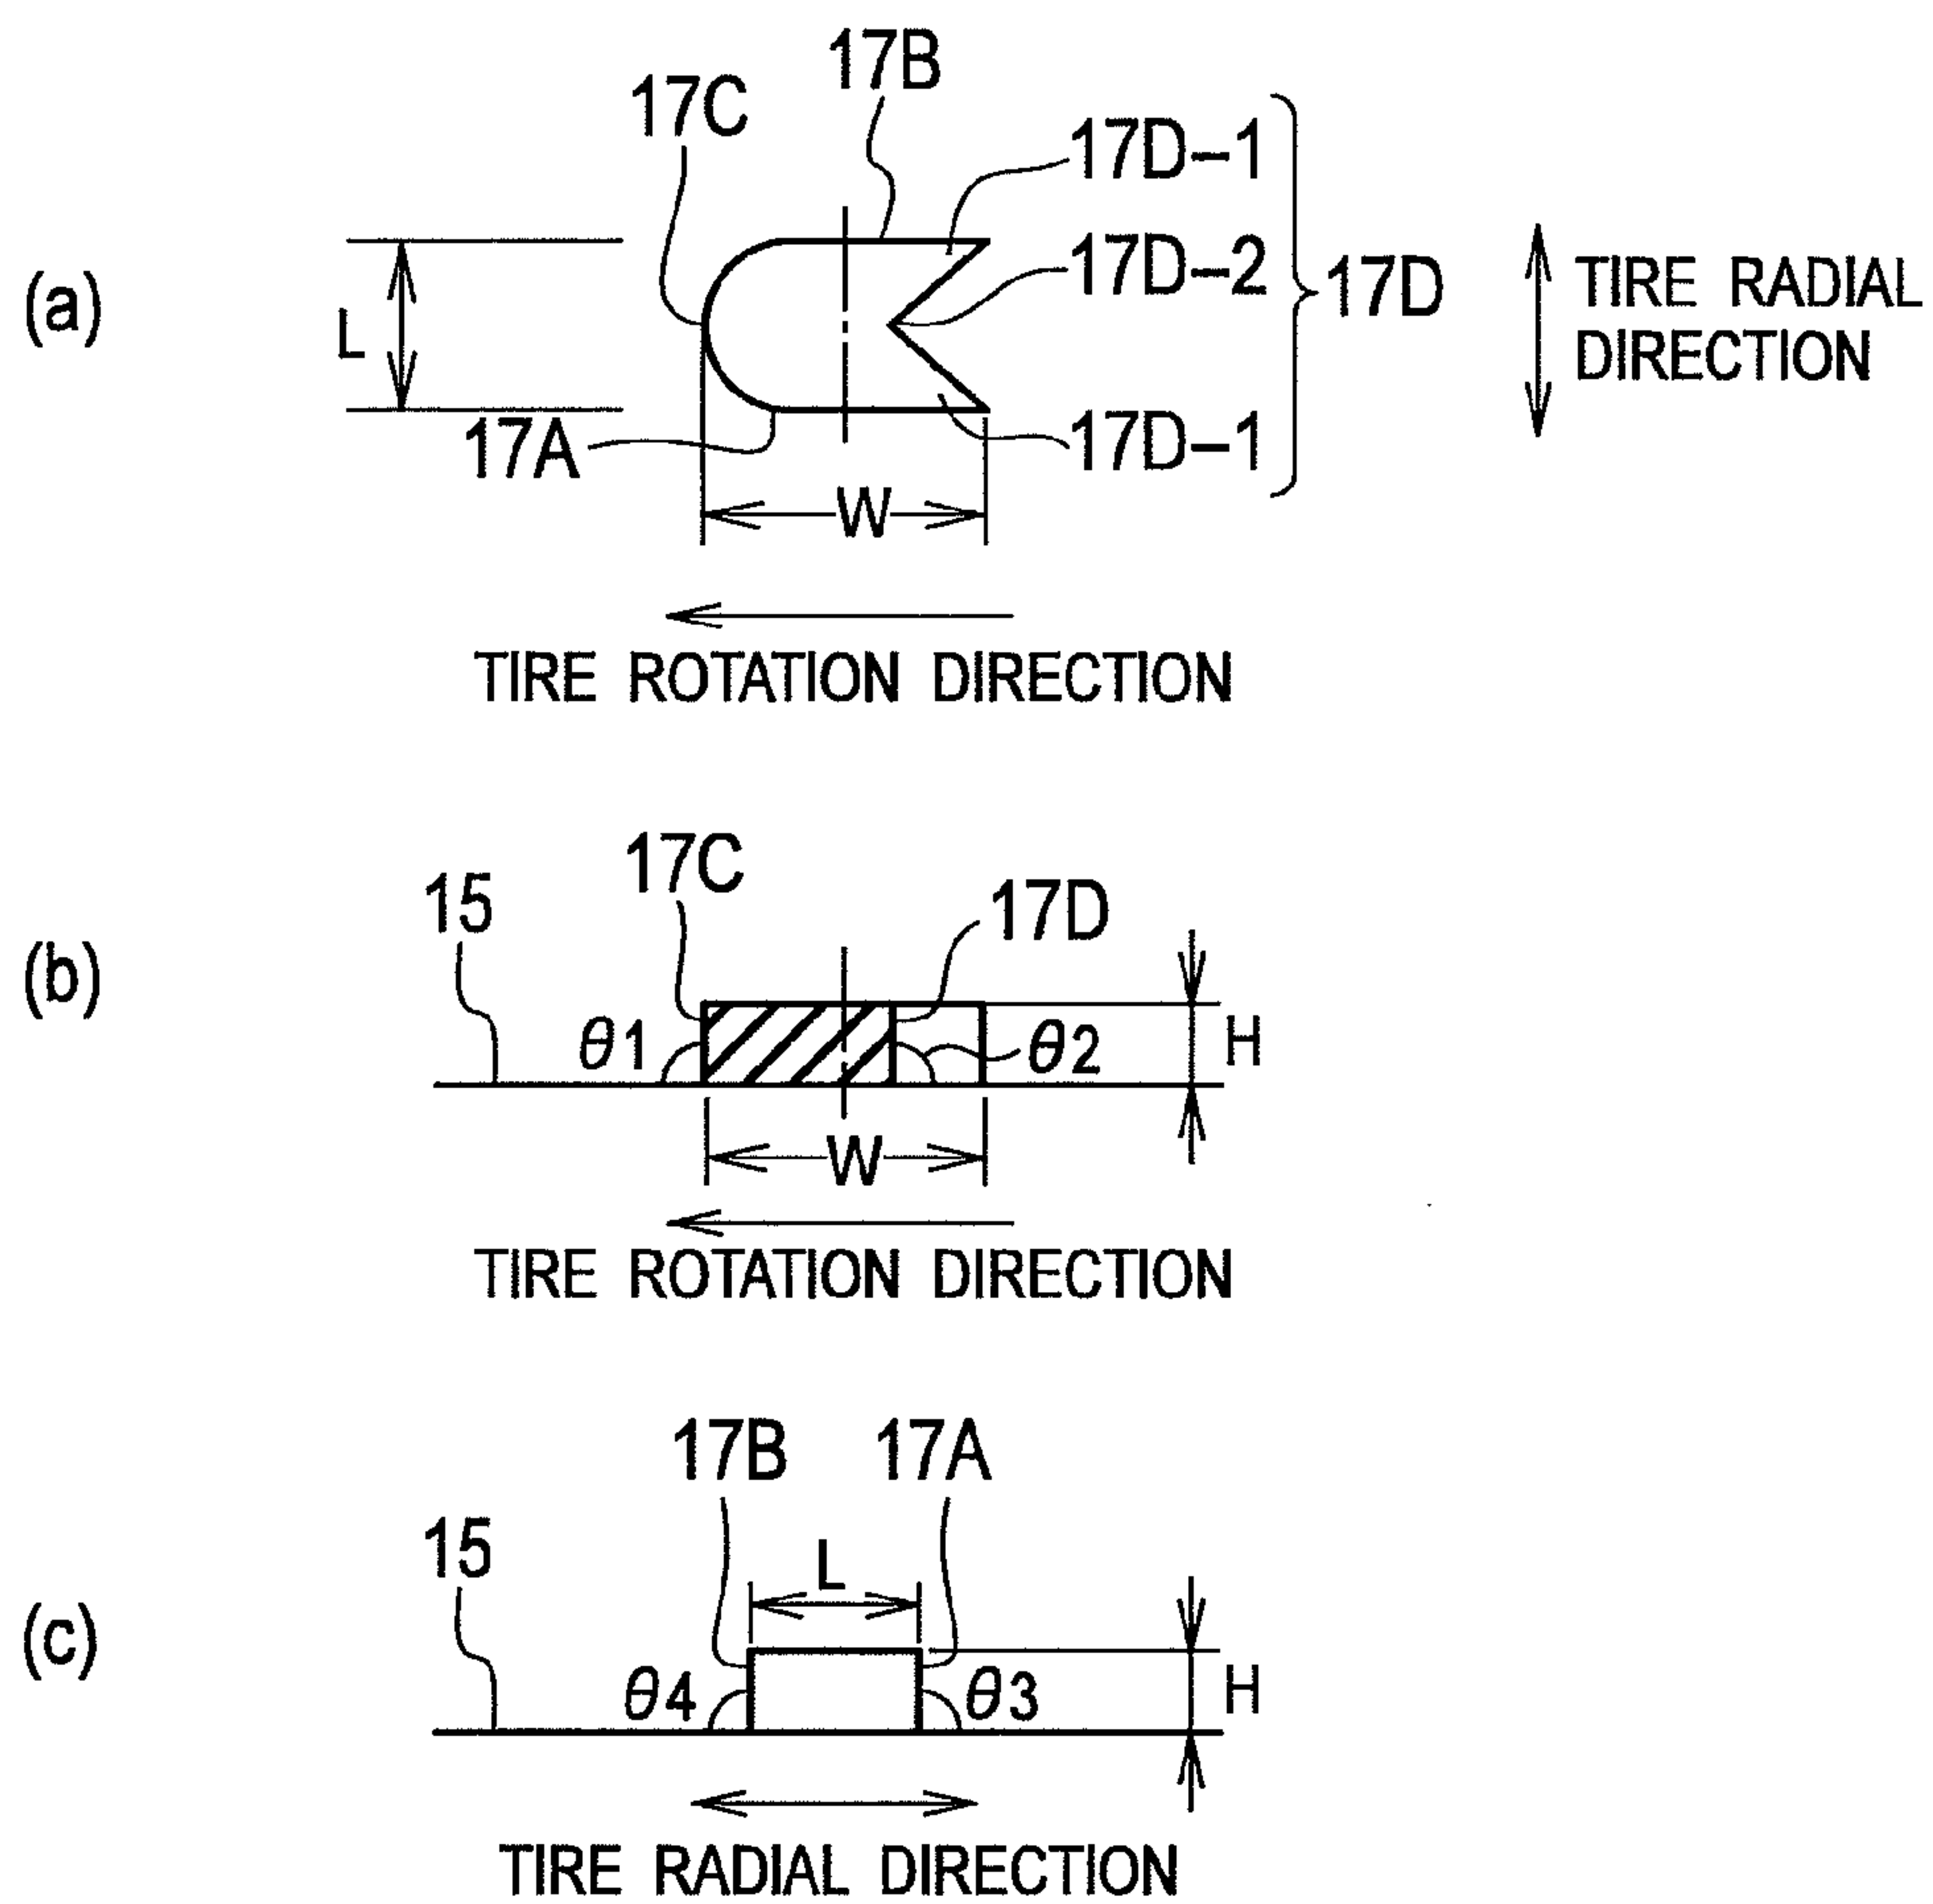 (a)
17B
17C
17D-1
17D-2
17D
17D-1
L
17A
W
TIRE RADIAL
DIRECTION
TIRE ROTATION DIRECTION
(b)
17C
15
17D
θ1
θ2
H
W
TIRE ROTATION DIRECTION
(c)
17B
17A
15
L
θ4
θ3
H
TIRE RADIAL DIRECTION